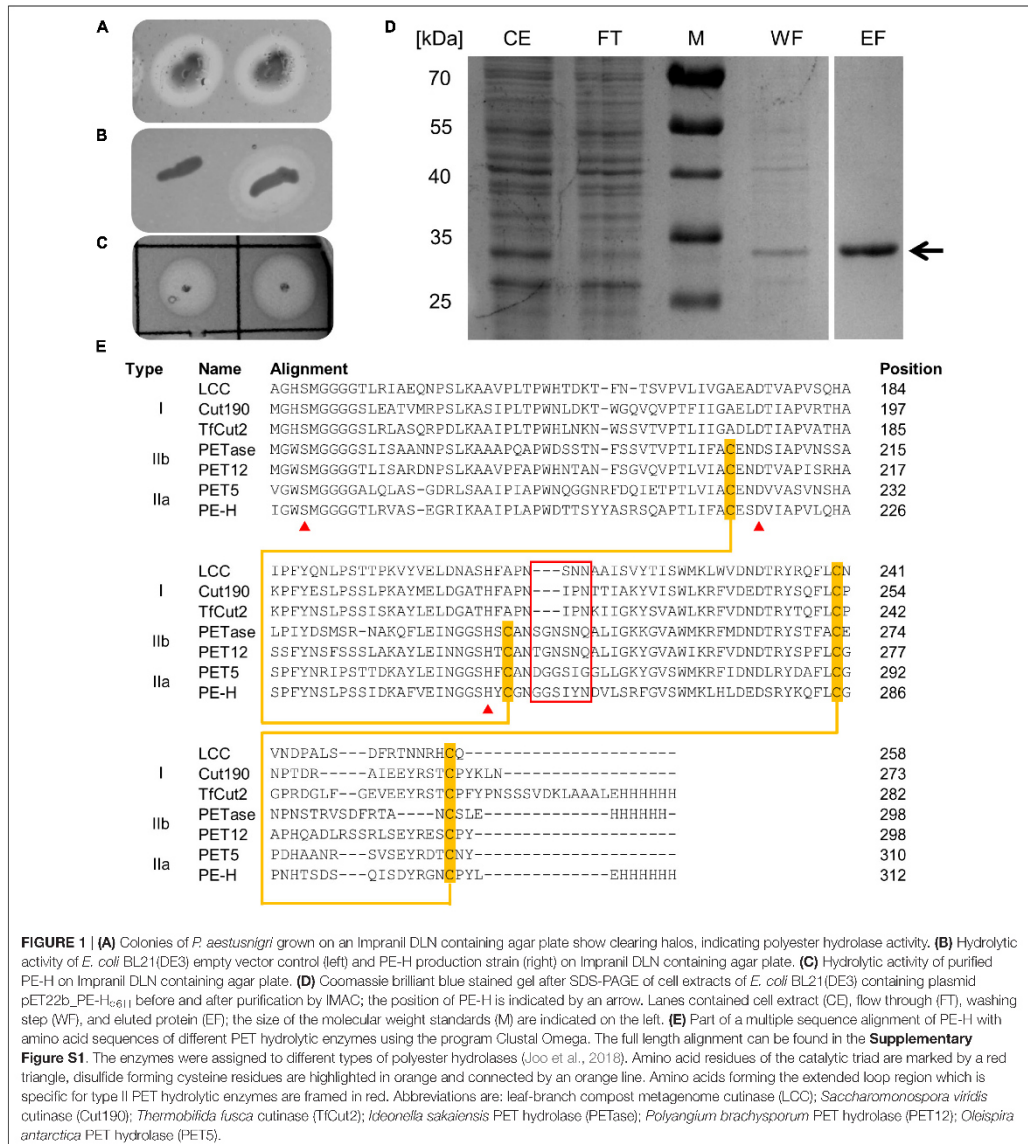 A
B
C
D
[kDa] CE FT M WF EF
70
55
40
35
25
E
Type Name Alignment Position
LCC AGHSMGGGGTLRIAEQNPSLKAAVPLTPWHTDKT-FN-TSVPVLIVGAEADTVAPVSQHA 184
I Cut190 MGHSMGGGGSLEATVMRPSLKASIPLTPWNLDKT-WGQVQVPTFIIGAELDTIAPVRTHA 197
TfCut2 MGHSMGGGGSLRLASQRPDLKAAIPLTPWHLNKN-WSSVTVPTLIIGADLDTIAPVATHA 185
IIb PETase MGWSMGGGGSLISAANNPSLKAAAPQAPWDSSTN-FSSVTVPTLIFACENDSIAPVNSSA 215
PET12 MGWSMGGGGTLISARDNPSLKAAVPFAPWHNTAN-FSGVQVPTLVIACENDTVAPISRHA 217
IIa PET5 VGWSMGGGGALQLAS-GDRLSAAIPIAPWNQGGNRFDQIETPTLVIACENDVVASVNSHA 232
PE-H IGWSMGGGGTLRVAS-EGRIKAAIPLAPWDTTSYYASRSQAPTLIFACESDVIAPVLQHA 226
LCC IPFYQNLPSTTPKVYVELDNASHFAPN---SNNAAISVYTISWMKLWVDNDTRYRQFLCN 241
I Cut190 KPFYESLPSSLPKAYMELDGATHFAPN---IPNTTIAKYVISWLKRFVDEDTRYSQFLCP 254
TfCut2 KPFYNSLPSSISKAYLELDGATHFAPN---IPNKIIGKYSVAWLKRFVDNDTRYTQFLCP 242
IIb PETase LPIYDSMSR-NAKQFLEINGGSHSCANSGNSNQALIGKKGVAWMKRFMDNDTRYSTFACE 274
PET12 SSFYNSFSSSLAKAYLEINNGSHTCANTGNSNQALIGKYGVAWIKRFVDNDTRYSPFLCG 277
IIa PET5 SPFYNRIPSTTDKAYLEINGGSHFCANDGGSIGGLLGKYGVSWMKRFIDNDLRYDAFLCG 292
PE-H SPFYNSLPSSIDKAFVEINGGSHYCGNGGSIYNDVLSRFGVSWMKLHLDEDSRYKQFLCG 286
LCC VNDPALS---DFRTNNRHCQ---------------------- 258
I Cut190 NPTDR----AIEEYRSTCPYKLN------------------- 273
TfCut2 GPRDGLF--GEVEEYRSTCPFYPNSSSVDKLAAALEHHHHHH 282
IIb PETase NPNSTRVSDFRTA----NCSLE-------------EHHHHHH- 298
PET12 APHQADLRSSRLSEYRESCPY--------------------- 298
IIa PET5 PDHAANR---SVSEYRDTCNY--------------------- 310
PE-H PNHTSDS---QISDYRGNCPYL-------------EHHHHHH 312
FIGURE 1 | (A) Colonies of P. aestusnigri grown on an Impranil DLN containing agar plate show clearing halos, indicating polyester hydrolase activity. (B) Hydrolytic
activity of E. coli BL21(DE3) empty vector control (left) and PE-H production strain (right) on Impranil DLN containing agar plate. (C) Hydrolytic activity of purified
PE-H on Impranil DLN containing agar plate. (D) Coomassie brilliant blue stained gel after SDS-PAGE of cell extracts of E. coli BL21(DE3) containing plasmid
pET22b_PE-Hc6H before and after purification by IMAC; the position of PE-H is indicated by an arrow. Lanes contained cell extract (CE), flow through (FT), washing
step (WF), and eluted protein (EF); the size of the molecular weight standards (M) are indicated on the left. (E) Part of a multiple sequence alignment of PE-H with
amino acid sequences of different PET hydrolytic enzymes using the program Clustal Omega. The full length alignment can be found in the Supplementary
Figure S1. The enzymes were assigned to different types of polyester hydrolases (Joo et al., 2018). Amino acid residues of the catalytic triad are marked by a red
triangle, disulfide forming cysteine residues are highlighted in orange and connected by an orange line. Amino acids forming the extended loop region which is
specific for type II PET hydrolytic enzymes are framed in red. Abbreviations are: leaf-branch compost metagenome cutinase (LCC); Saccharomonospora viridis
cutinase (Cut190); Thermobifida fusca cutinase (TfCut2); Ideonella sakaiensis PET hydrolase (PETase); Polyangium brachysporum PET hydrolase (PET12); Oleispira
antarctica PET hydrolase (PET5).